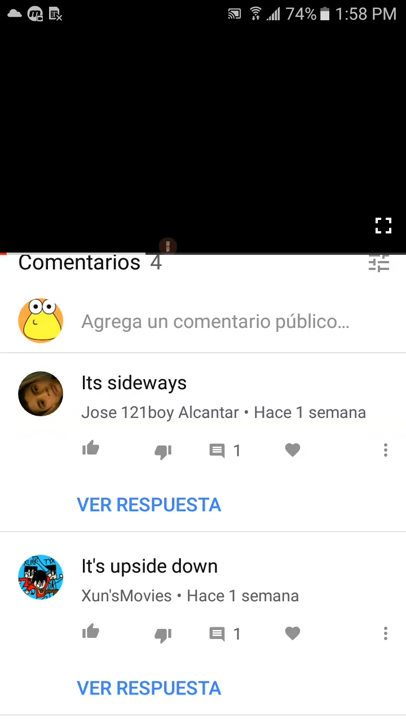 74% 1:58 PM
Comentarios 4
Agrega un comentario público...
Its sideways
Jose 121boy Alcantar • Hace 1 semana
1
VER RESPUESTA
It's upside down
Xun'sMovies • Hace 1 semana
1
VER RESPUESTA